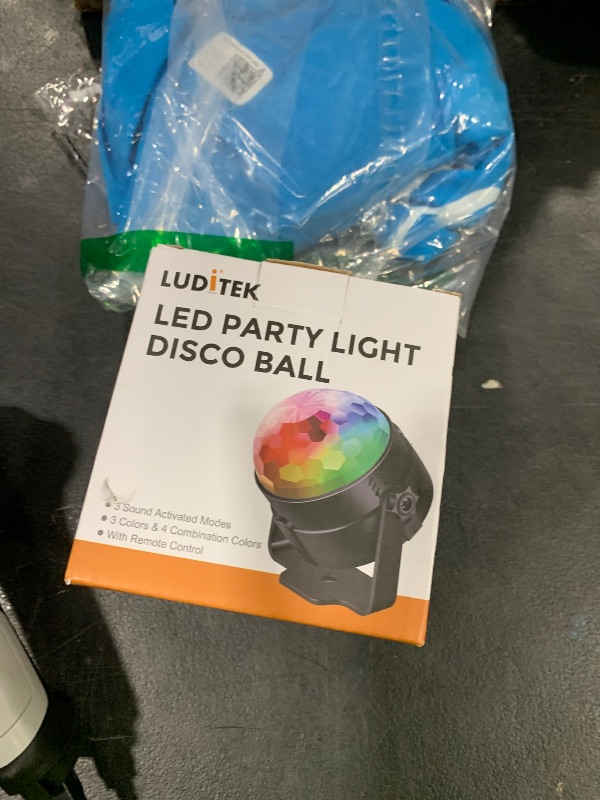 LUDITEK
LED PARTY LIGHT
DISCO BALL
• 3 Sound Activated Modes
• 3 Colors & 4 Combination Colors
• With Remote Control